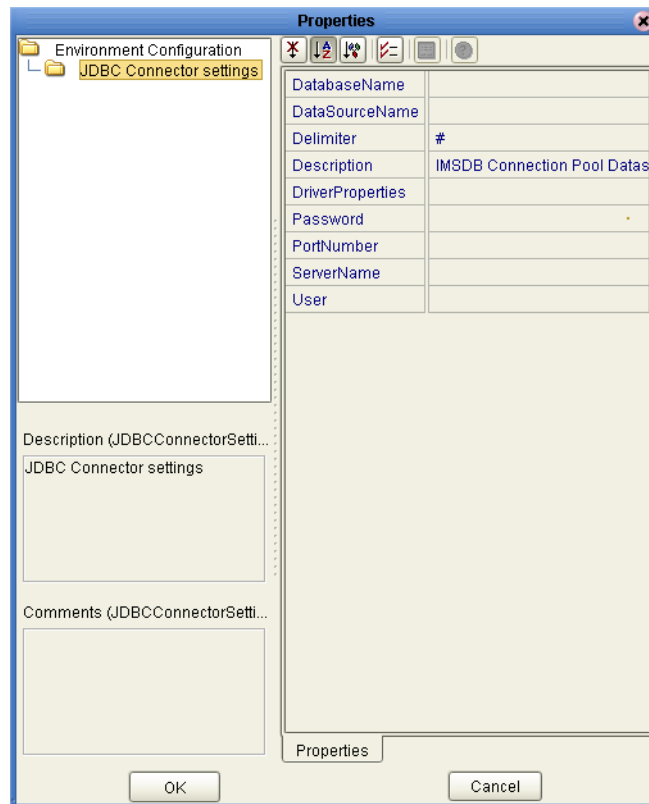 Properties
Environment Configuration
JDBC Connector settings
DatabaseName
DataSourceName
Delimiter #
Description IMSDB Connection Pool Datas
DriverProperties
Password
PortNumber
ServerName
User
Description (JDBCConnectorSetti...
JDBC Connector settings
Comments (JDBCConnectorSetti...
Properties
OK Cancel